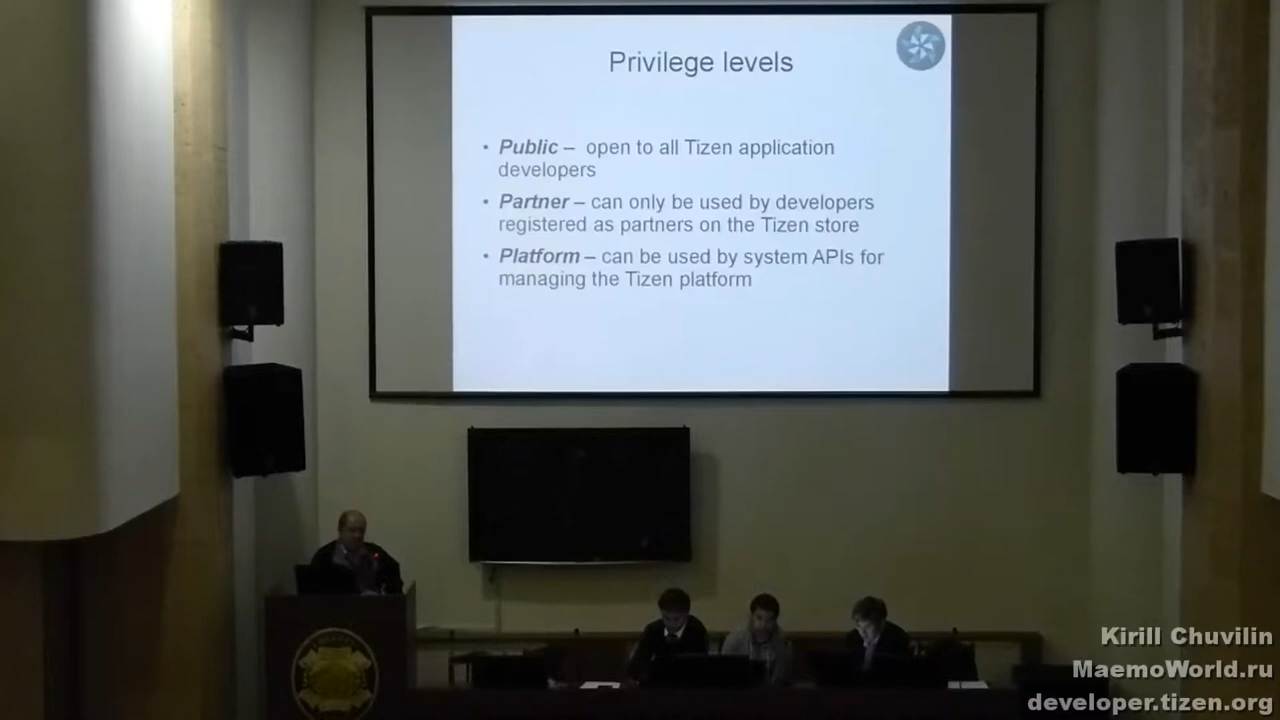 Privilege levels
• Public – open to all Tizen application
developers
• Partner – can only be used by developers
registered as partners on the Tizen store
• Platform – can be used by system APIs for
managing the Tizen platform
Kirill Chuvilin
MaemoWorld.ru
developer.tizen.org